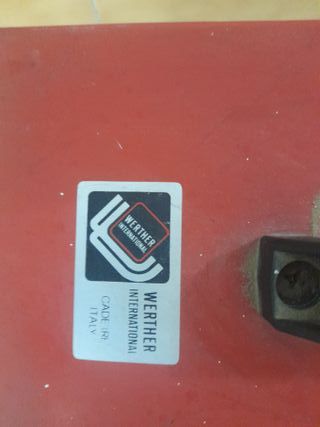 WERTHER
INTERNATIONAL
WERTHER
INTERNATIONAL
CADE (RE)
ITALY